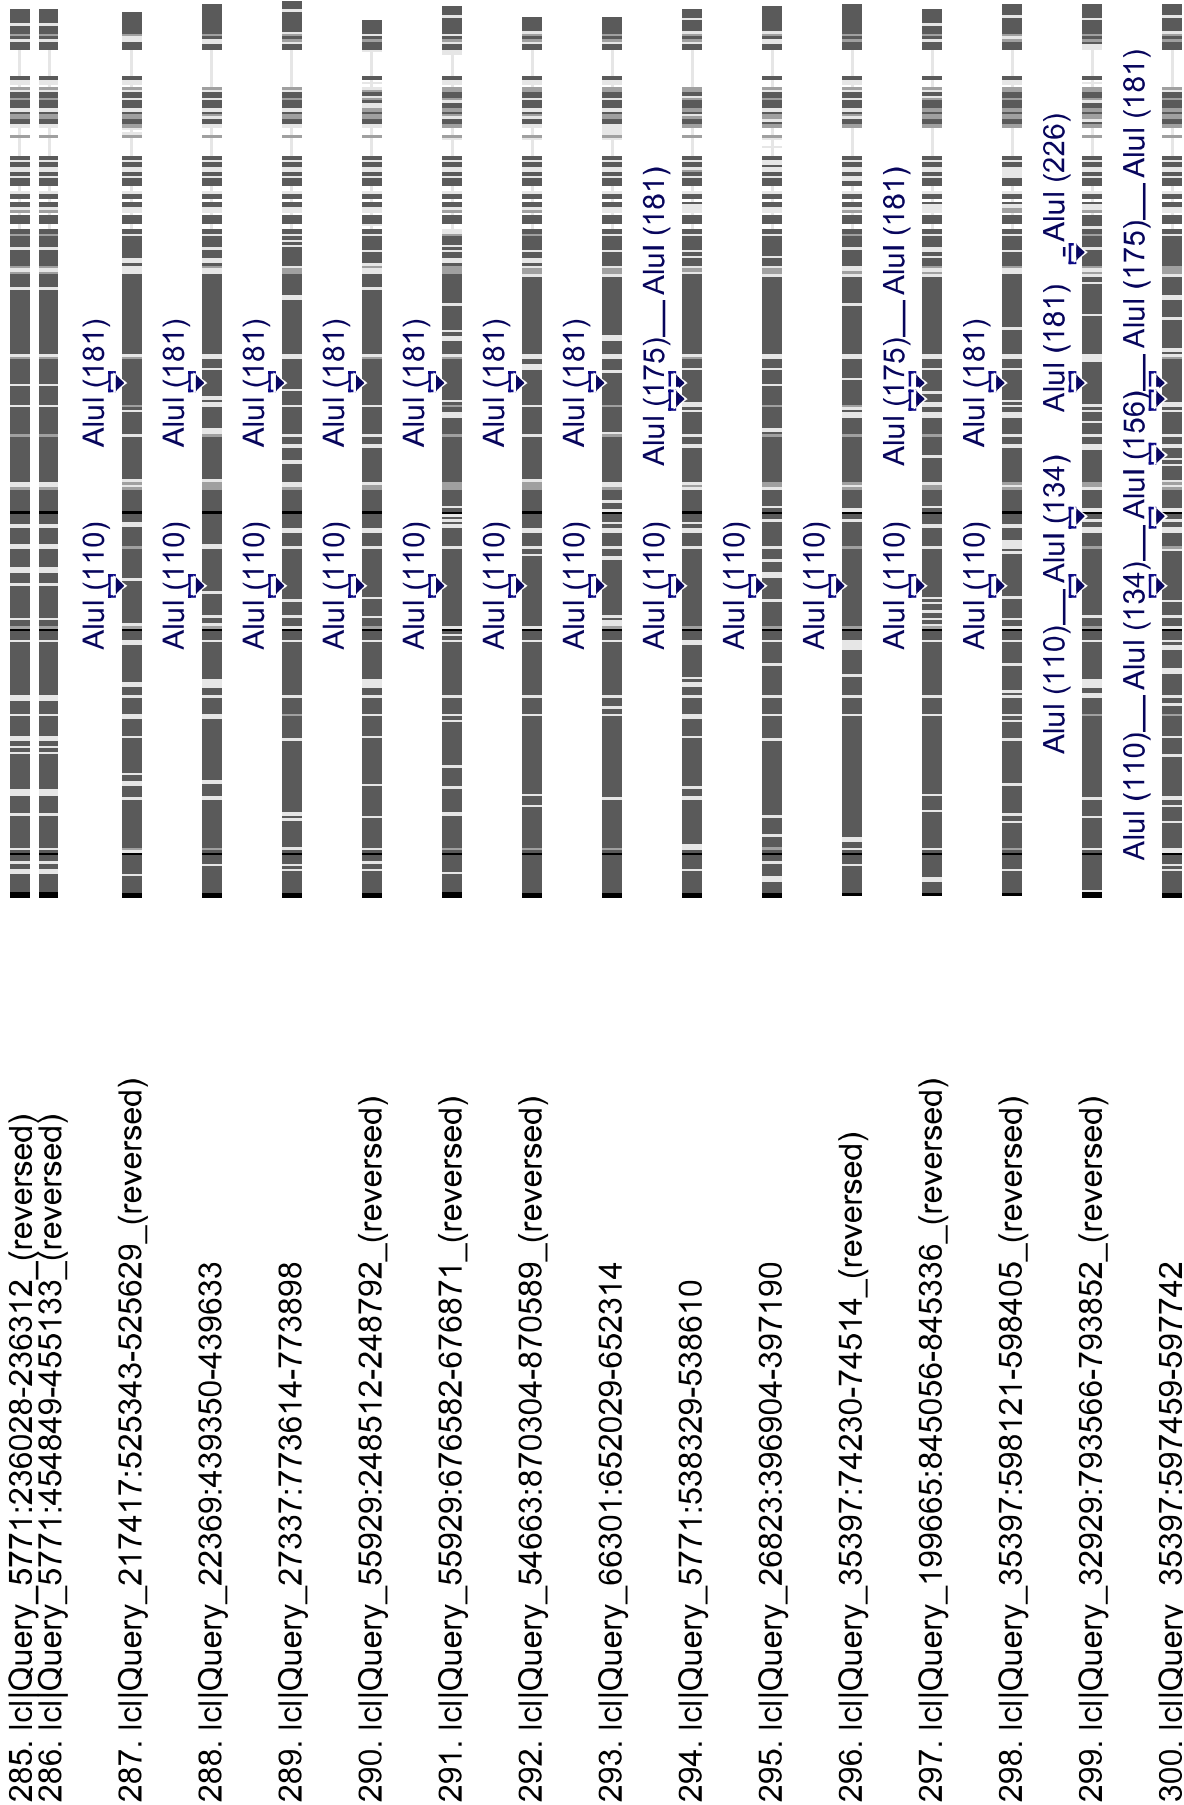 285. lcl|Query_5771:236028-236312_(reversed)
286. lcl|Query_5771:454849-455133_(reversed)
AluI (110) AluI (181)
287. lcl|Query_217417:525343-525629_(reversed)
AluI (110) AluI (181)
288. lcl|Query_22369:439350-439633
AluI (110) AluI (181)
289. lcl|Query_27337:773614-773898
AluI (110) AluI (181)
290. lcl|Query_55929:248512-248792_(reversed)
AluI (110) AluI (181)
291. lcl|Query_55929:676582-676871_(reversed)
AluI (110) AluI (181)
292. lcl|Query_54663:870304-870589_(reversed)
AluI (110) AluI (181)
293. lcl|Query_66301:652029-652314
AluI (110) AluI (175) AluI (181)
294. lcl|Query_5771:538329-538610
AluI (110)
295. lcl|Query_26823:396904-397190
AluI (110)
296. lcl|Query_35397:74230-74514_(reversed)
AluI (110) AluI (175) AluI (181)
297. lcl|Query_199665:845056-845336_(reversed)
AluI (110) AluI (181)
298. lcl|Query_35397:598121-598405_(reversed)
AluI (110) AluI (134) AluI (181) AluI (226)
299. lcl|Query_32929:793566-793852_(reversed)
AluI (110) AluI (134) AluI (156) AluI (175) AluI (181)
300. lcl|Query_35397:597459-597742